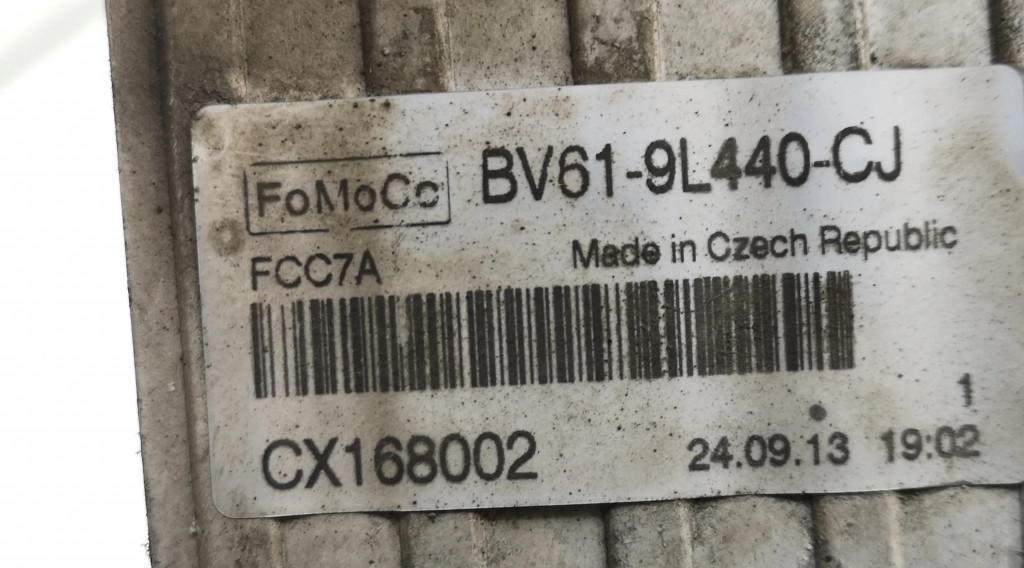 FoMoCo BV61-9L440-CJ
FCC7A Made in Czech Republic
1
CX168002 24.09.13 19:02